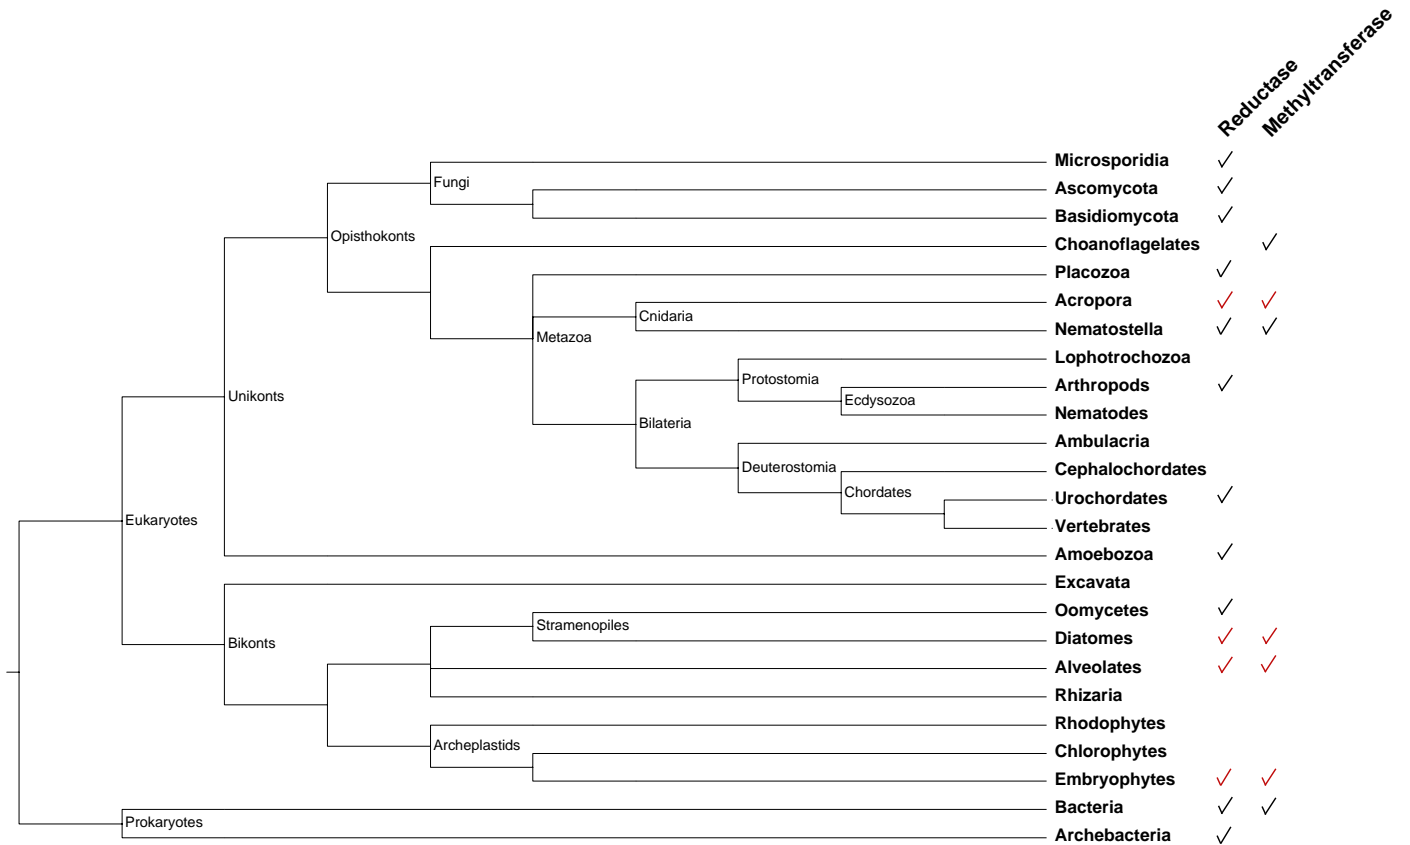 Reductase
Methyltransferase
Microsporidia
Fungi
Ascomycota
Basidiomycota
Opisthokonts
Choanoflagelates
Placozoa
Acropora
Cnidaria
Nematostella
Metazoa
Lophotrochozoa
Protostomia
Arthropods
Ecdysozoa
Unikonts
Nematodes
Bilateria
Ambulacria
Deuterostomia
Cephalochordates
Chordates
Urochordates
Eukaryotes
Vertebrates
Amoebozoa
Excavata
Oomycetes
Stramenopiles
Diatomes
Bikonts
Alveolates
Rhizaria
Rhodophytes
Archeplastids
Chlorophytes
Embryophytes
Bacteria
Prokaryotes
Archebacteria